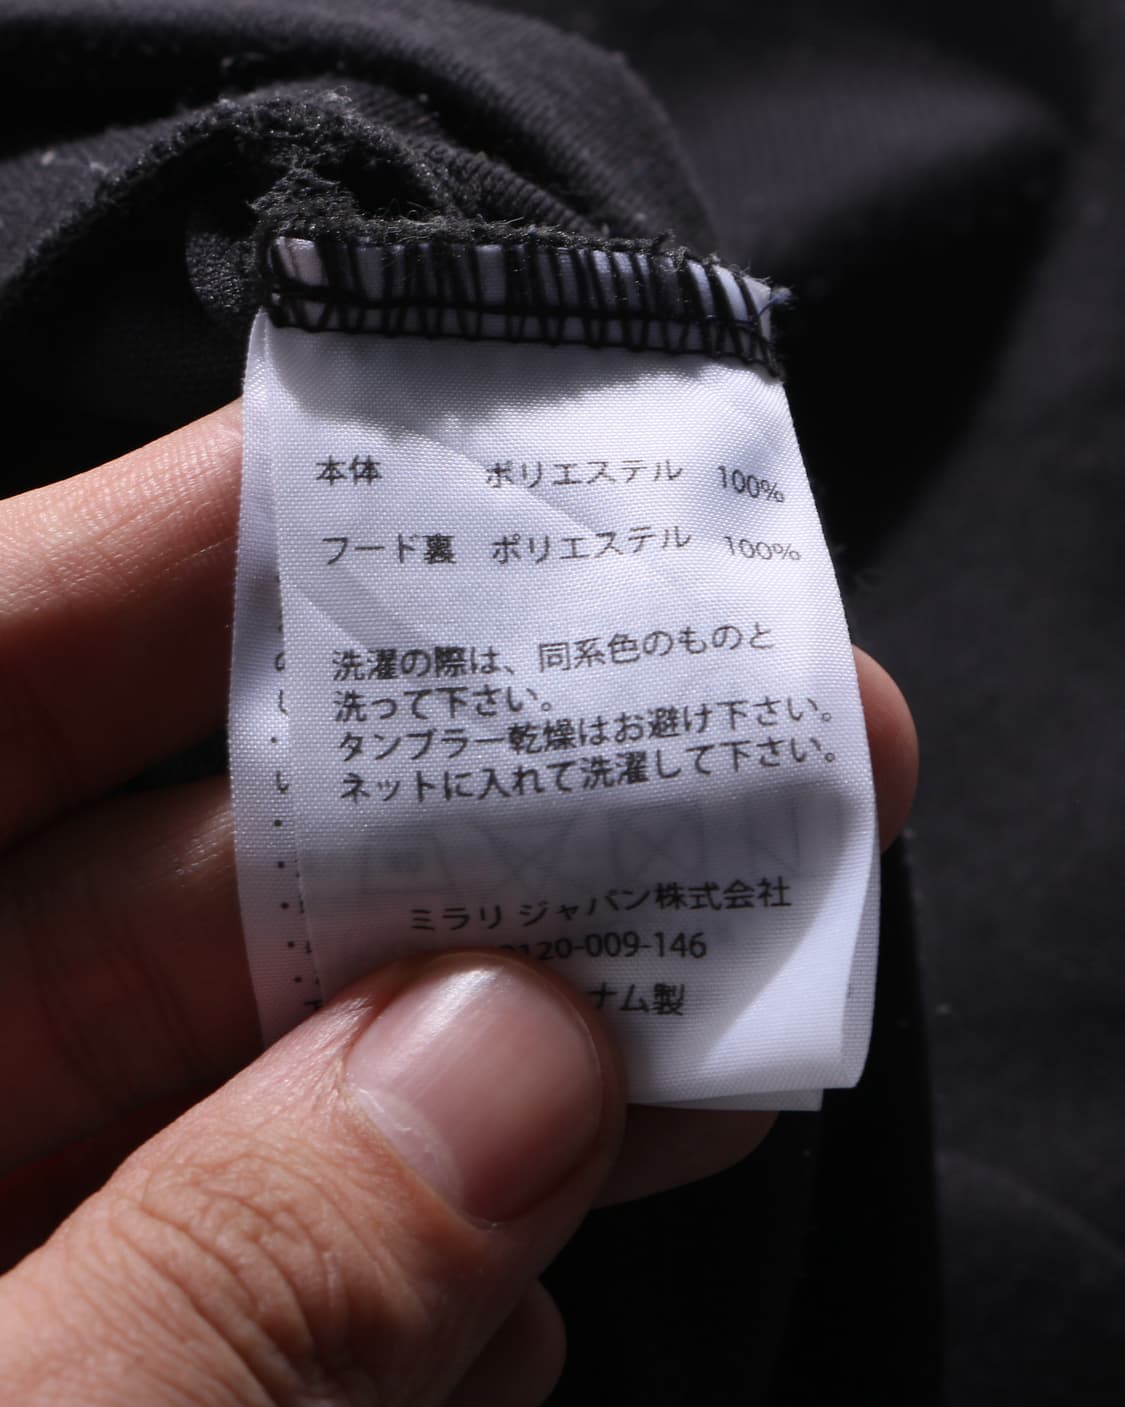 本体 ポリエステル 100%
フード裏 ポリエステル 100%
洗濯の際は、同系色のものと
洗って下さい。
タンブラー乾燥はお避け下さい。
ネットに入れて洗濯して下さい。
ミラリ ジャパン株式会社
0120-009-146
ナム製